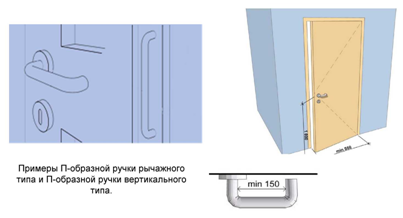 Примеры П-образной ручки рычажного
типа и П-образной ручки вертикального
типа.
min 150